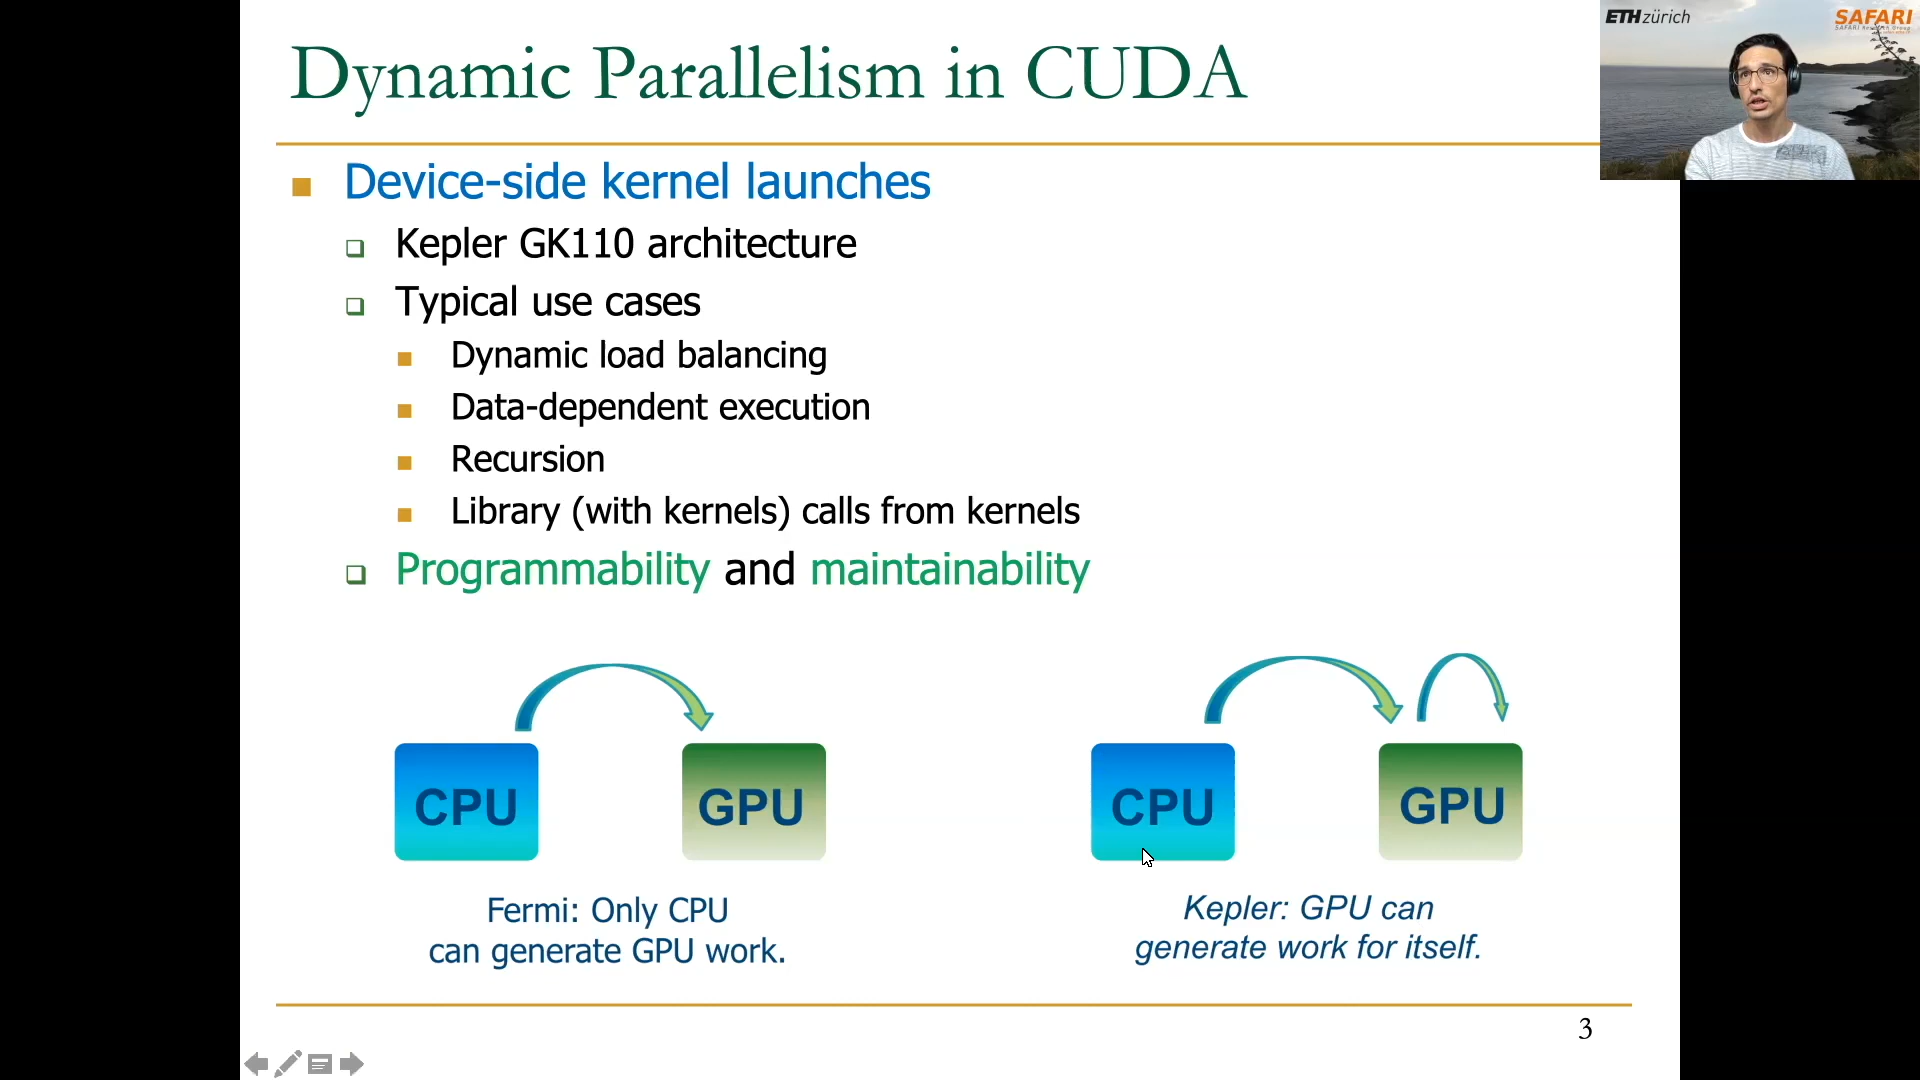 Dynamic Parallelism in CUDA
ETH zürich
SAFARI
Device-side kernel launches
Kepler GK110 architecture
Typical use cases
Dynamic load balancing
Data-dependent execution
Recursion
Library (with kernels) calls from kernels
Programmability and maintainability
CPU
GPU
CPU
GPU
Fermi: Only CPU
can generate GPU work.
Kepler: GPU can
generate work for itself.
3